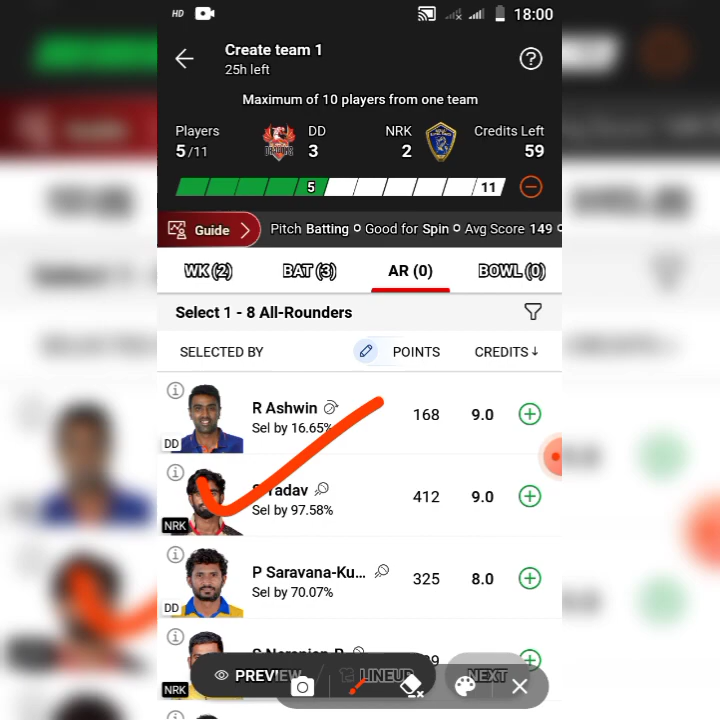 HD 18:00
Create team 1
25h left
Maximum of 10 players from one team
Players DD NRK Credits Left
5/11 3 2 59
5 11
Guide Pitch Batting Good for Spin Avg Score 149
WK (2) BAT (3) AR (0) BOWL (0)
Select 1 - 8 All-Rounders
SELECTED BY POINTS CREDITS↓
R Ashwin 168 9.0
Sel by 16.65%
DD
Yadav 412 9.0
Sel by 97.58%
NRK
P Saravana-Ku... 325 8.0
Sel by 70.07%
DD
NRK
PREVIEW / LINEUP NEXT